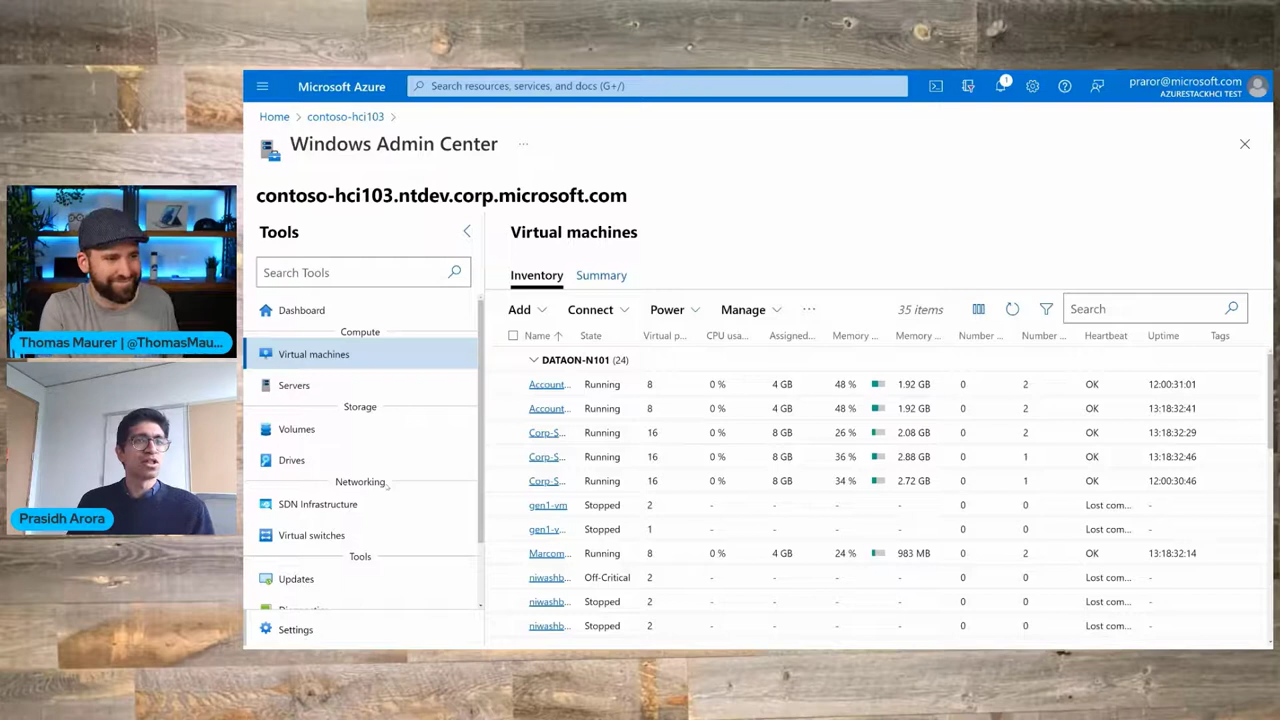 Microsoft Azure
Search resources, services, and docs (G+/)
1
praror@microsoft.com
AZURESTACKHCI TEST
Home > contoso-hci103 >
Windows Admin Center ...
contoso-hci103.ntdev.corp.microsoft.com
Tools
Search Tools
Dashboard
Compute
Virtual machines
Servers
Storage
Volumes
Drives
Networking
SDN Infrastructure
Virtual switches
Tools
Updates
Diagnostics
Settings
Virtual machines
Inventory Summary
Add Connect Power Manage ... 35 items Search
Name ↑ State Virtual p... CPU usa... Assigned... Memory ... Memory ... Number ... Number ... Heartbeat Uptime Tags
DATAON-N101 (24)
Account... Running 8 0 % 4 GB 48 % 1.92 GB 0 2 OK 12:00:31:01
Account... Running 8 0 % 4 GB 48 % 1.92 GB 0 2 OK 13:18:32:41
Corp-S... Running 16 0 % 8 GB 26 % 2.08 GB 0 2 OK 13:18:32:29
Corp-S... Running 16 0 % 8 GB 36 % 2.88 GB 0 1 OK 13:18:32:46
Corp-S... Running 16 0 % 8 GB 34 % 2.72 GB 0 1 OK 12:00:30:46
gen1-vm Stopped 2 - - - - 0 0 Lost com... -
gen1-v... Stopped 1 - - - - 0 0 Lost com... -
Marcom... Running 8 0 % 4 GB 24 % 983 MB 0 2 OK 13:18:32:14
niwashb... Off-Critical 2 - - - - 0 0 Lost com... -
niwashb... Stopped 2 - - - - 0 0 Lost com... -
niwashb... Stopped 2 - - - - 0 0 Lost com... -
Thomas Maurer | @ThomasMau...
Prasidh Arora